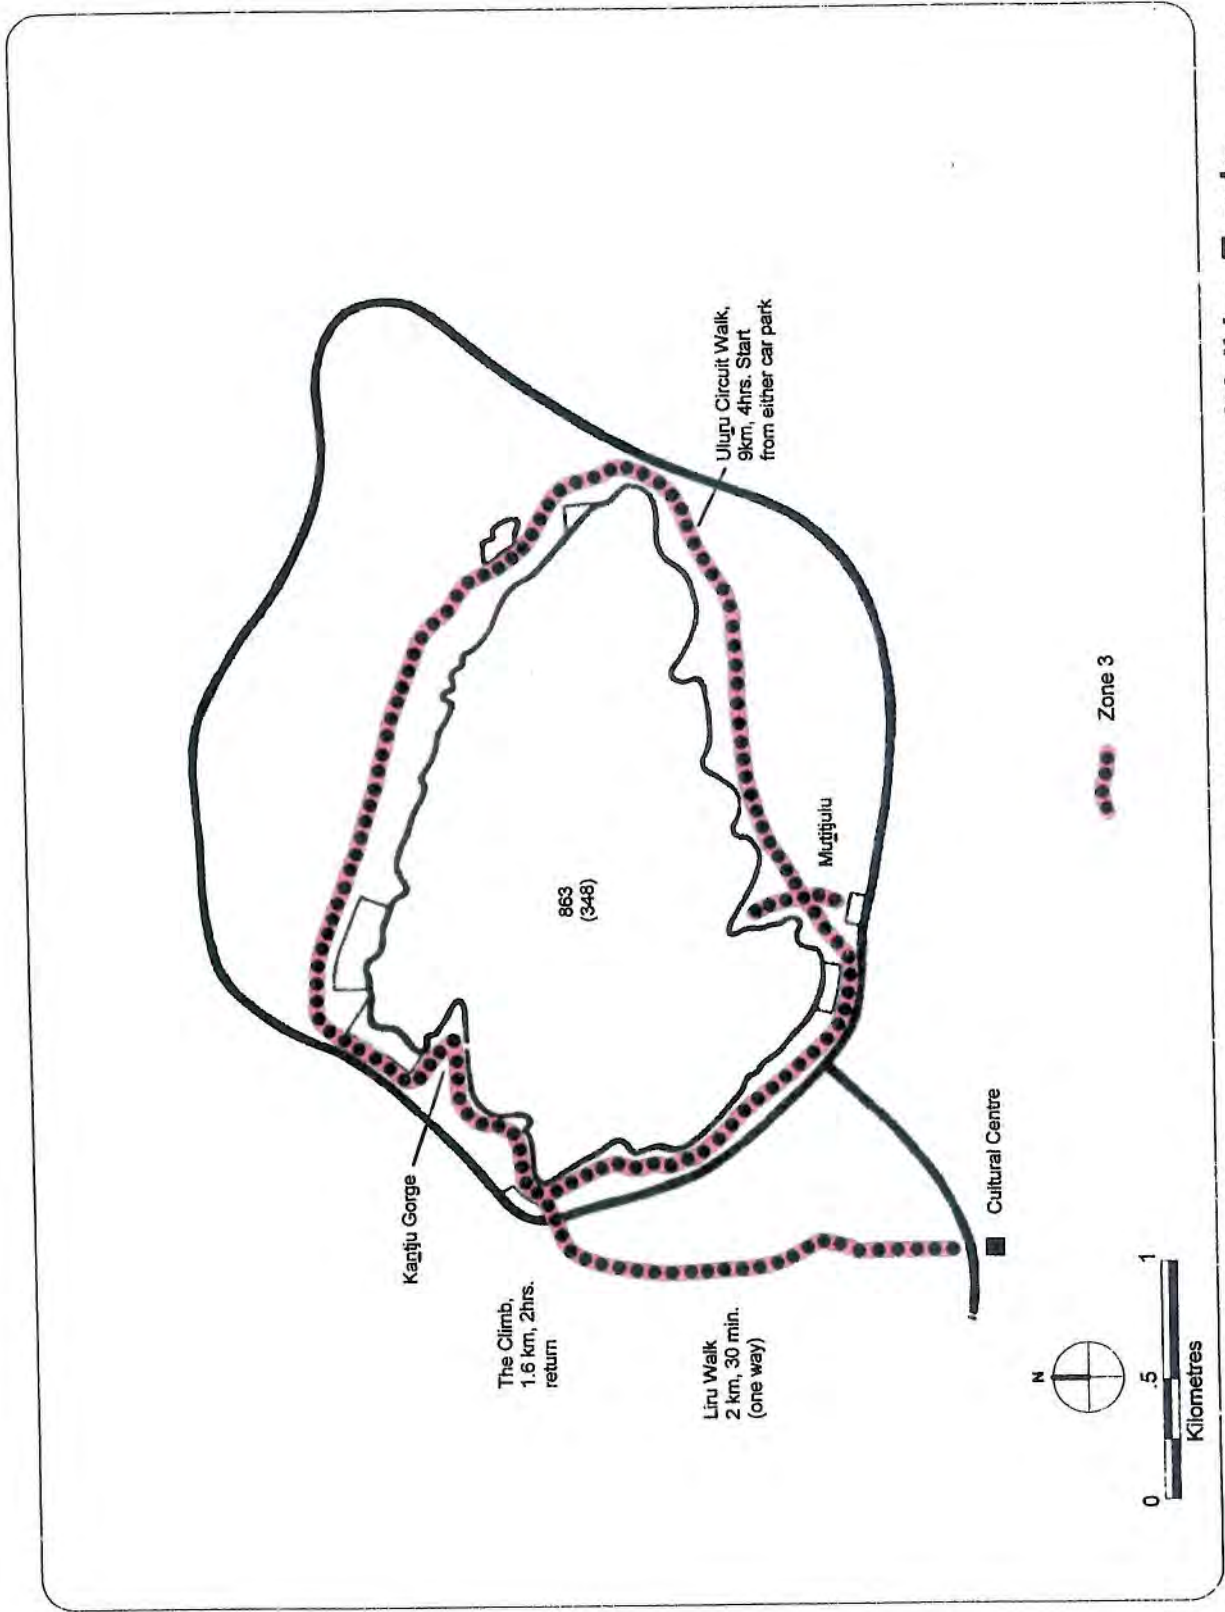 Kantju Gorge
The Climb,
1.6 km, 2hrs.
return
Liru Walk
2 km, 30 min.
(one way)
863
(348)
Uluru Circuit Walk,
9km, 4hrs. Start
from either car park
Mutitjulu
Cultural Centre
Zone 3
N
0 .5 1
Kilometres